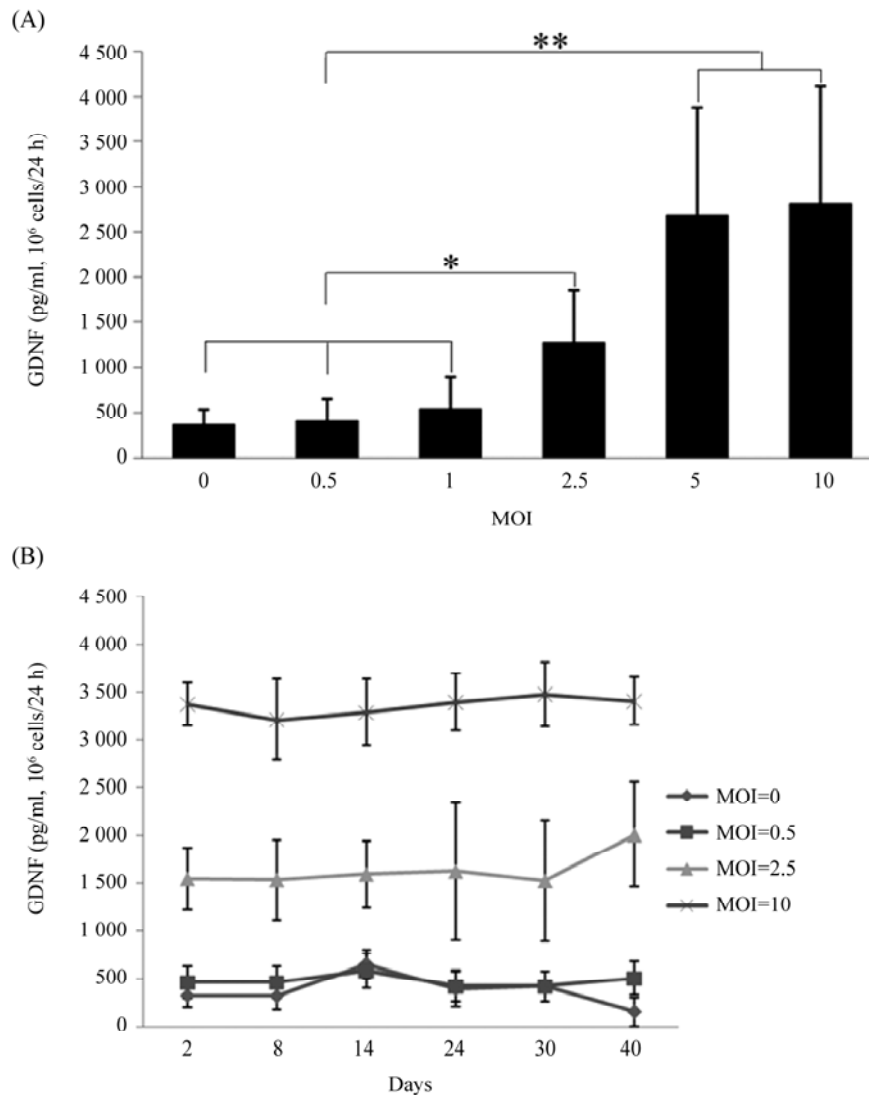 (A)
**
4 500
4 000
3 500
3 000
2 500
2 000
1 500
1 000
500
0
GDNF (pg/ml, 10⁶ cells/24 h)
*
0 0.5 1 2.5 5 10
MOI
(B)
4 500
4 000
3 500
3 000
2 500
2 000
1 500
1 000
500
0
GDNF (pg/ml, 10⁶ cells/24 h)
MOI=0
MOI=0.5
MOI=2.5
MOI=10
2 8 14 24 30 40
Days